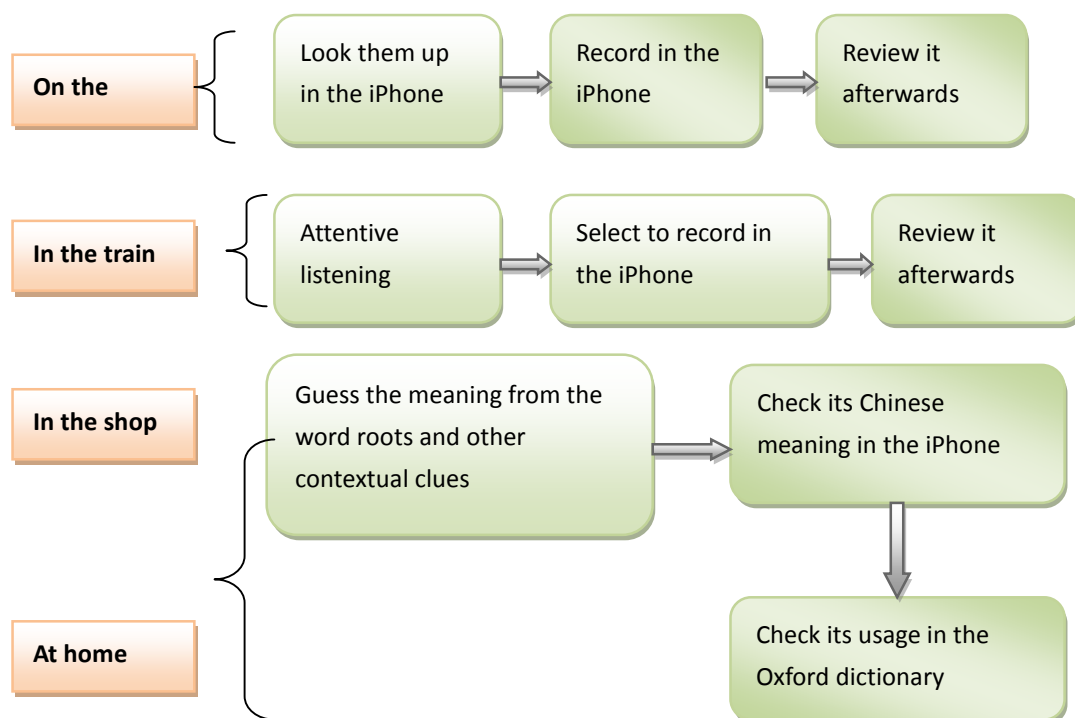 On the
Look them up
in the iPhone
Record in the
iPhone
Review it
afterwards
In the train
Attentive
listening
Select to record in
the iPhone
Review it
afterwards
In the shop
Guess the meaning from the
word roots and other
contextual clues
Check its Chinese
meaning in the iPhone
At home
Check its usage in the
Oxford dictionary